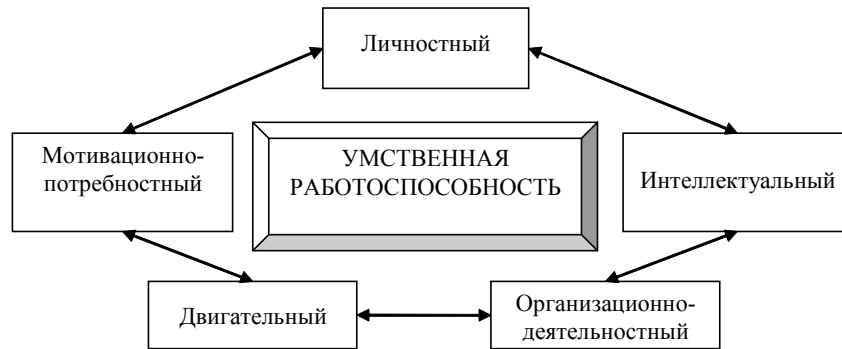 Личностный
Мотивационно-
потребностный
УМСТВЕННАЯ
РАБОТОСПОСОБНОСТЬ
Интеллектуальный
Двигательный
Организационно-
деятельностный